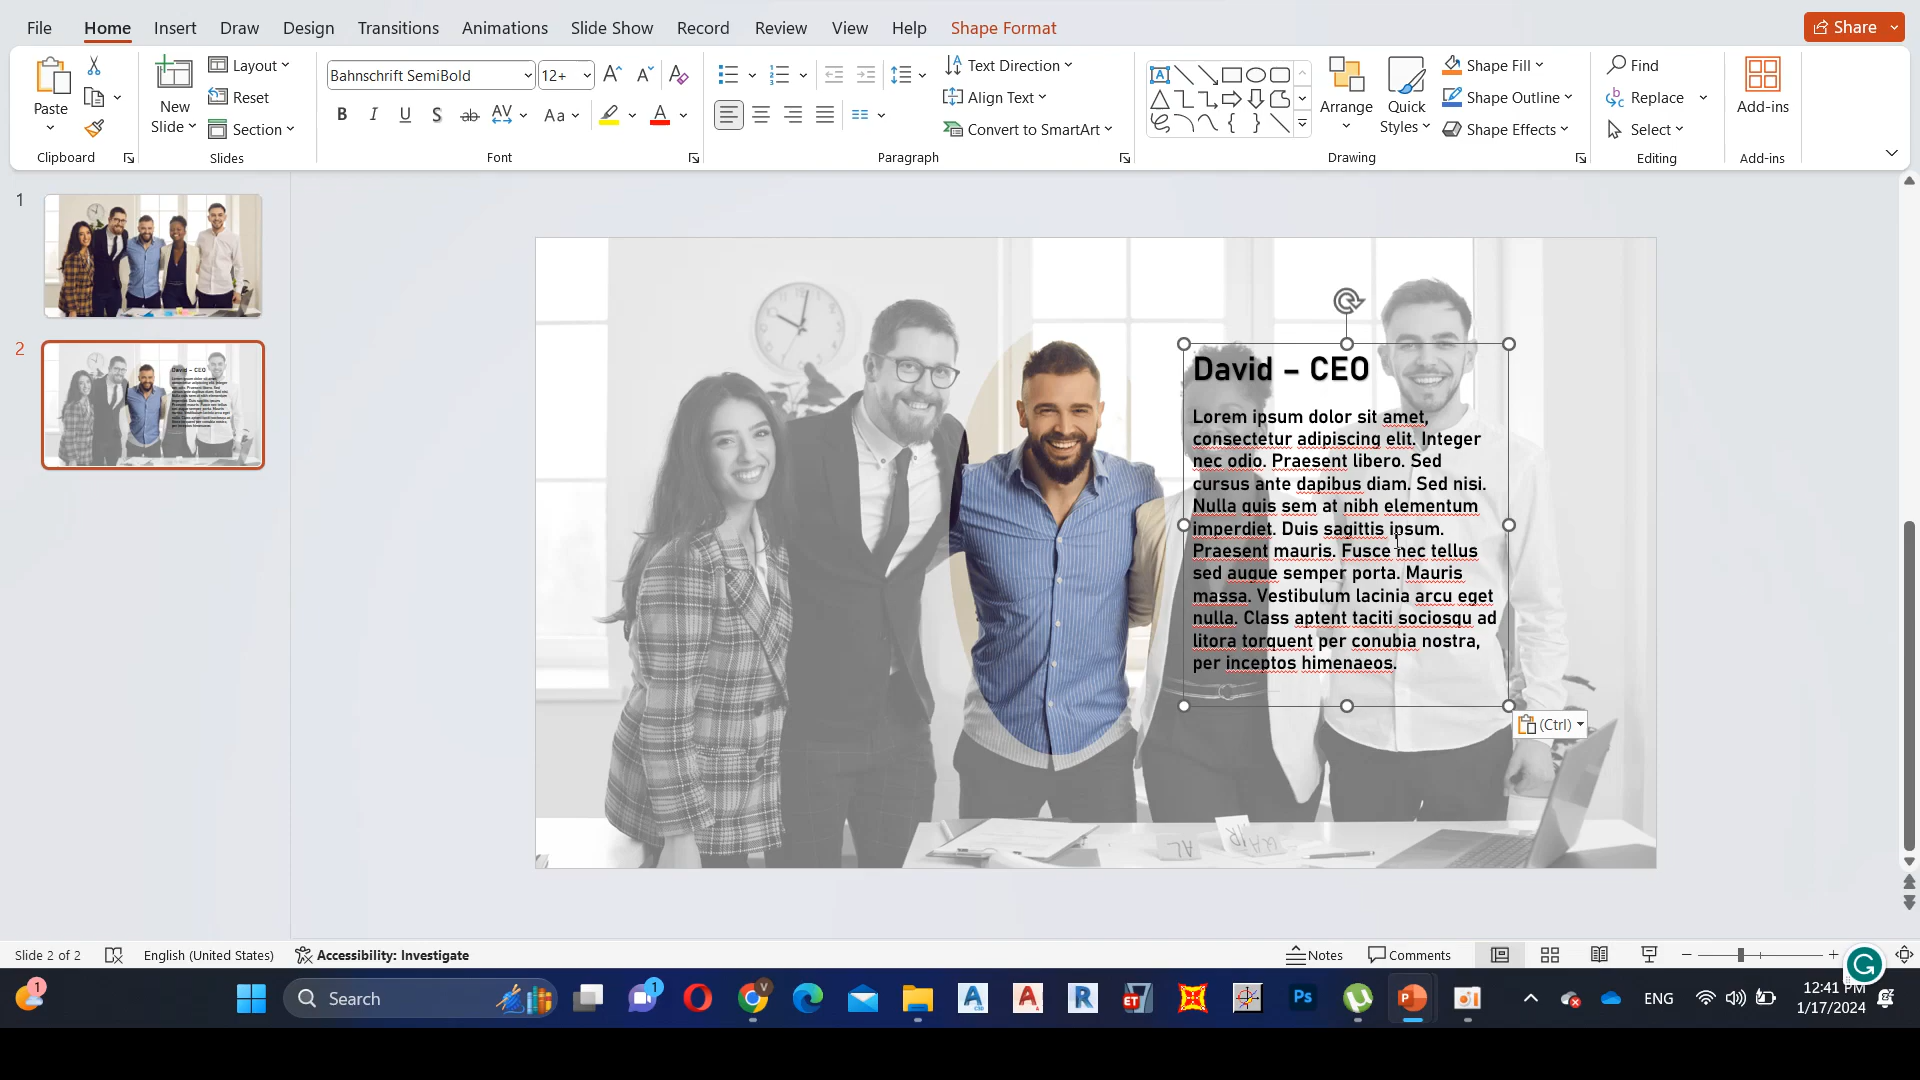 File Home Insert Draw Design Transitions Animations Slide Show Record Review View Help Shape Format Share
Paste
Clipboard
New Slide
Layout
Reset
Section
Slides
Bahnschrift SemiBold 12+
B I U S ab AV Aa A
Font
Paragraph
Text Direction
Align Text
Convert to SmartArt
Arrange
Quick Styles
Shape Fill
Shape Outline
Shape Effects
Drawing
Find
Replace
Select
Editing
Add-ins
Add-ins
1
2
David – CEO
Lorem ipsum dolor sit amet,
consectetur adipiscing elit. Integer
nec odio. Praesent libero. Sed
cursus ante dapibus diam. Sed nisi.
Nulla quis sem at nibh elementum
imperdiet. Duis sagittis ipsum.
Praesent mauris. Fusce nec tellus
sed augue semper porta. Mauris
massa. Vestibulum lacinia arcu eget
nulla. Class aptent taciti sociosqu ad
litora torquent per conubia nostra,
per inceptos himenaeos.
(Ctrl)
Slide 2 of 2 English (United States) Accessibility: Investigate Notes Comments
Search
ENG
12:41 PM
1/17/2024